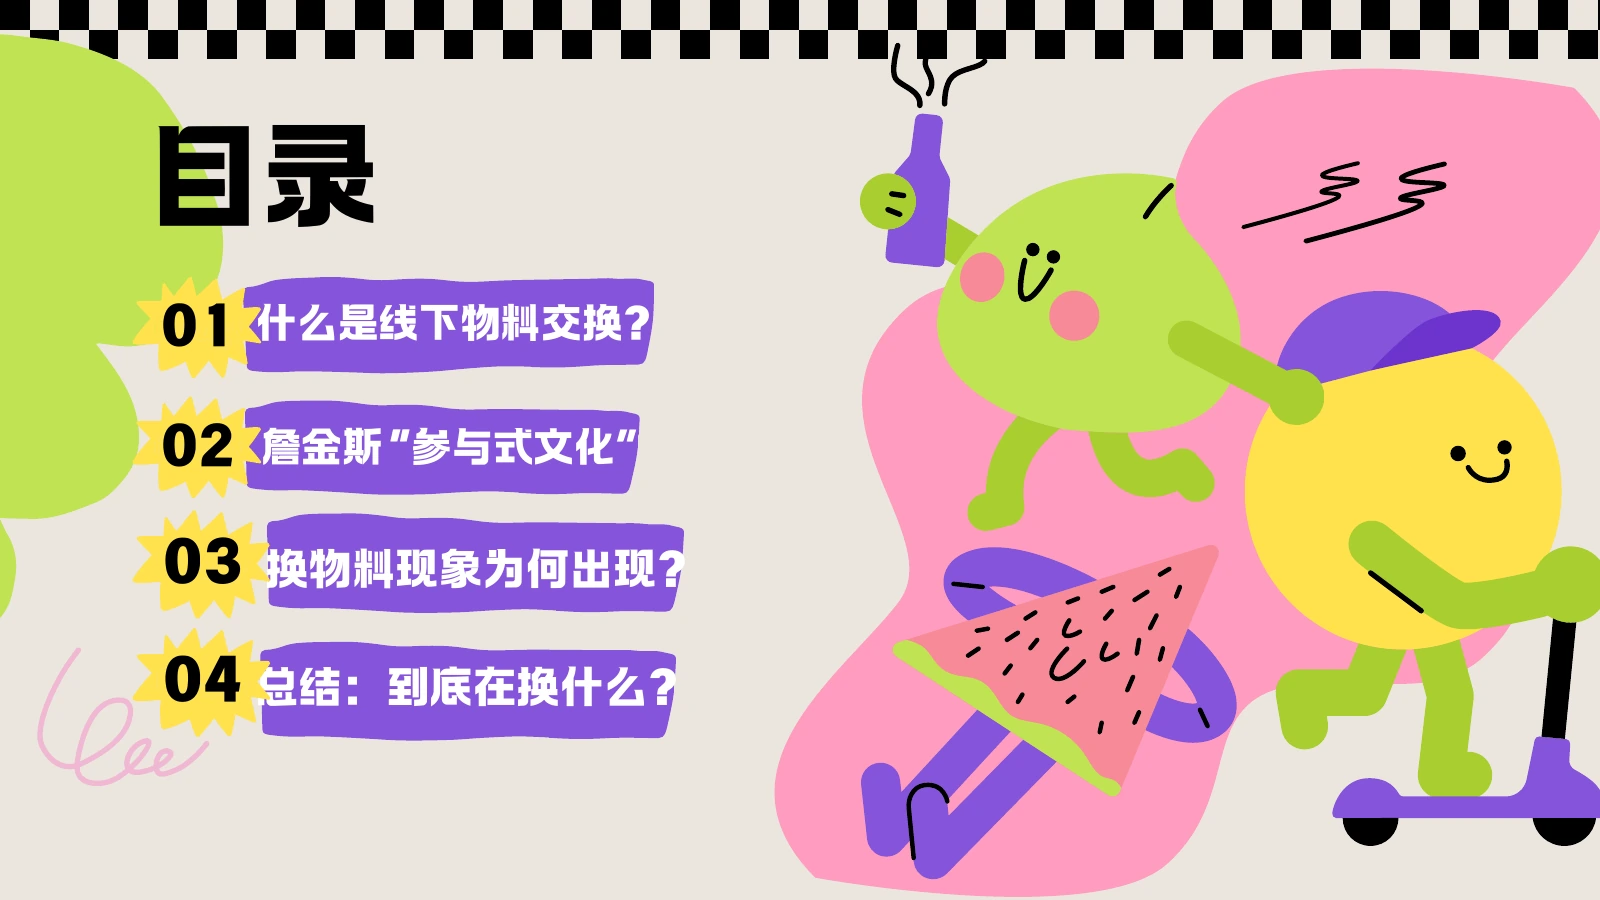 目录
01 什么是线下物料交换？
02 詹金斯"参与式文化"
03 换物料现象为何出现？
04 总结：到底在换什么？